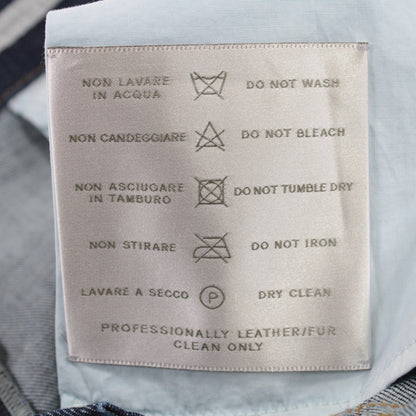 NON LAVARE DO NOT WASH
IN ACQUA
NON CANDEGGIARE DO NOT BLEACH
NON ASCIUGARE DO NOT TUMBLE DRY
IN TAMBURO
NON STIRARE DO NOT IRON
LAVARE A SECCO P DRY CLEAN
PROFESSIONALLY LEATHER/FUR
CLEAN ONLY